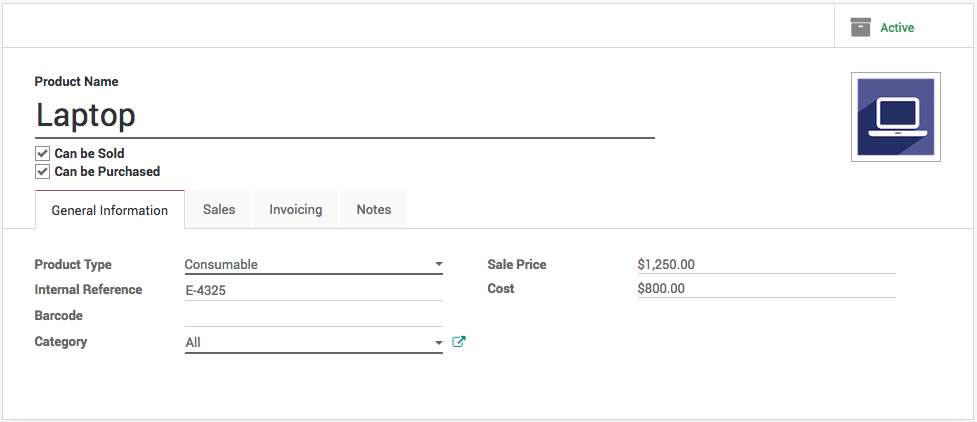 Active
Product Name
Laptop
Can be Sold
Can be Purchased
General Information Sales Invoicing Notes
Product Type Consumable Sale Price $1,250.00
Internal Reference E-4325 Cost $800.00
Barcode
Category All